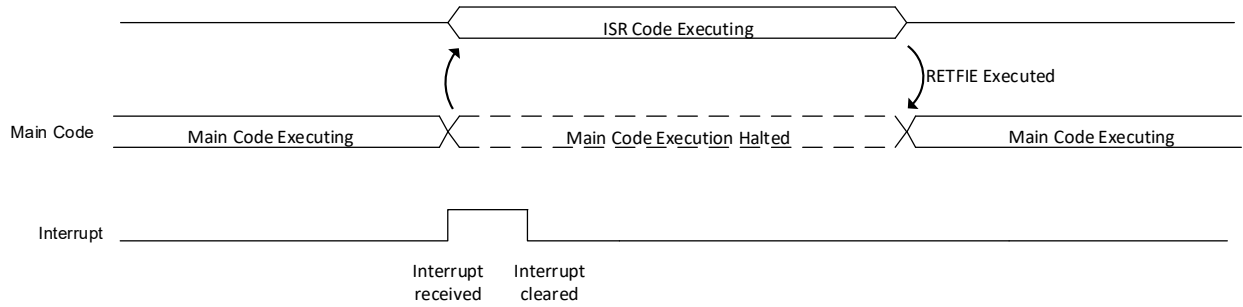 ISR Code Executing
RETFIE Executed
Main Code
Main Code Executing
Main Code Execution Halted
Main Code Executing
Interrupt
Interrupt
received
Interrupt
cleared